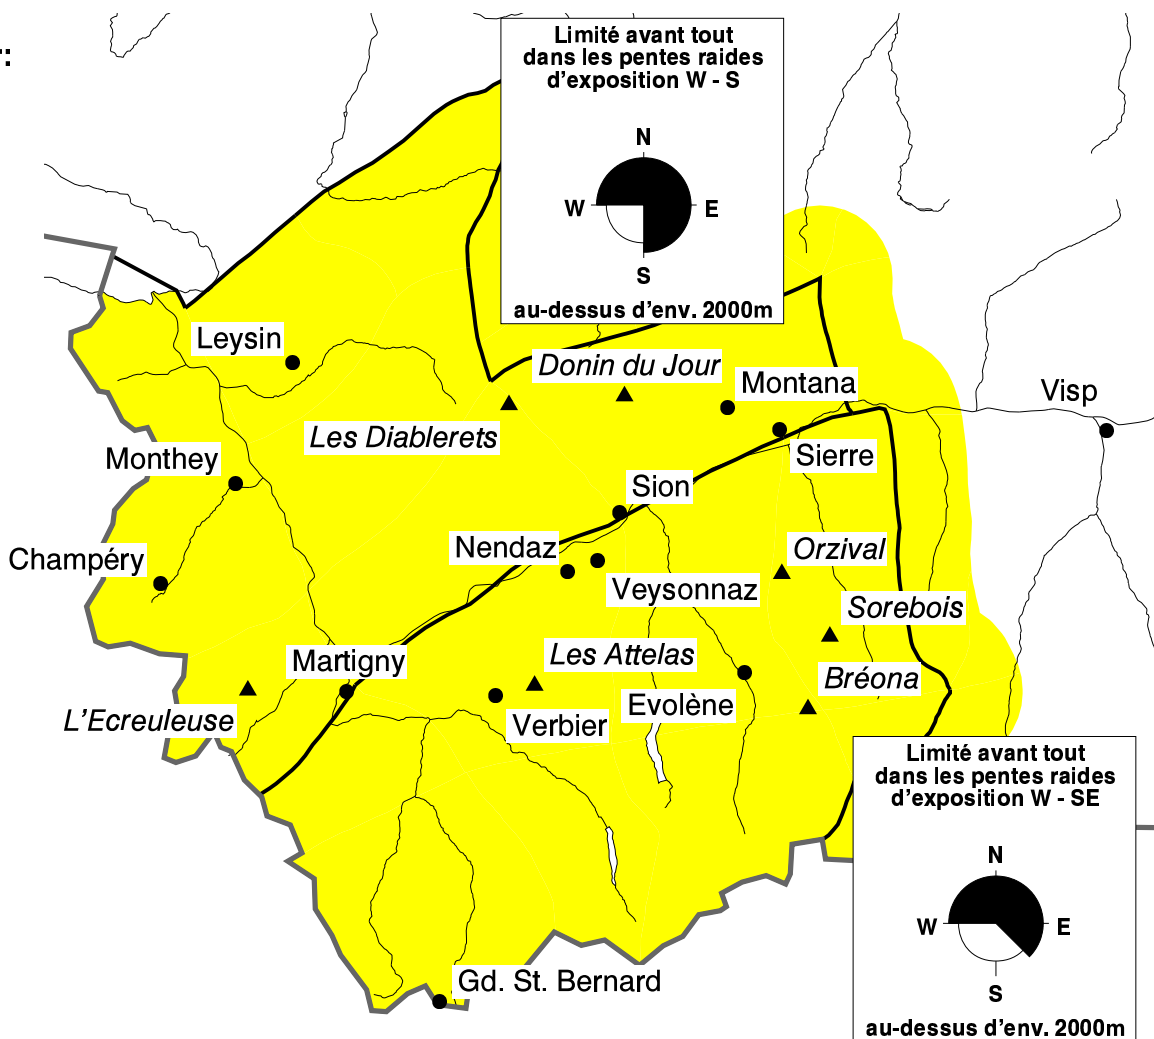 Limité avant tout
dans les pentes raides
d'exposition W - S
N
W E
S
au-dessus d'env. 2000m
Leysin
Donin du Jour
Montana
Visp
Les Diablerets
Sierre
Monthey
Sion
Nendaz
Orzival
Champéry
Veysonnaz
Sorebois
Martigny
Les Attelas
Bréona
L'Ecreuleuse
Verbier
Evolène
Limité avant tout
dans les pentes raides
d'exposition W - SE
N
W E
S
au-dessus d'env. 2000m
Gd. St. Bernard